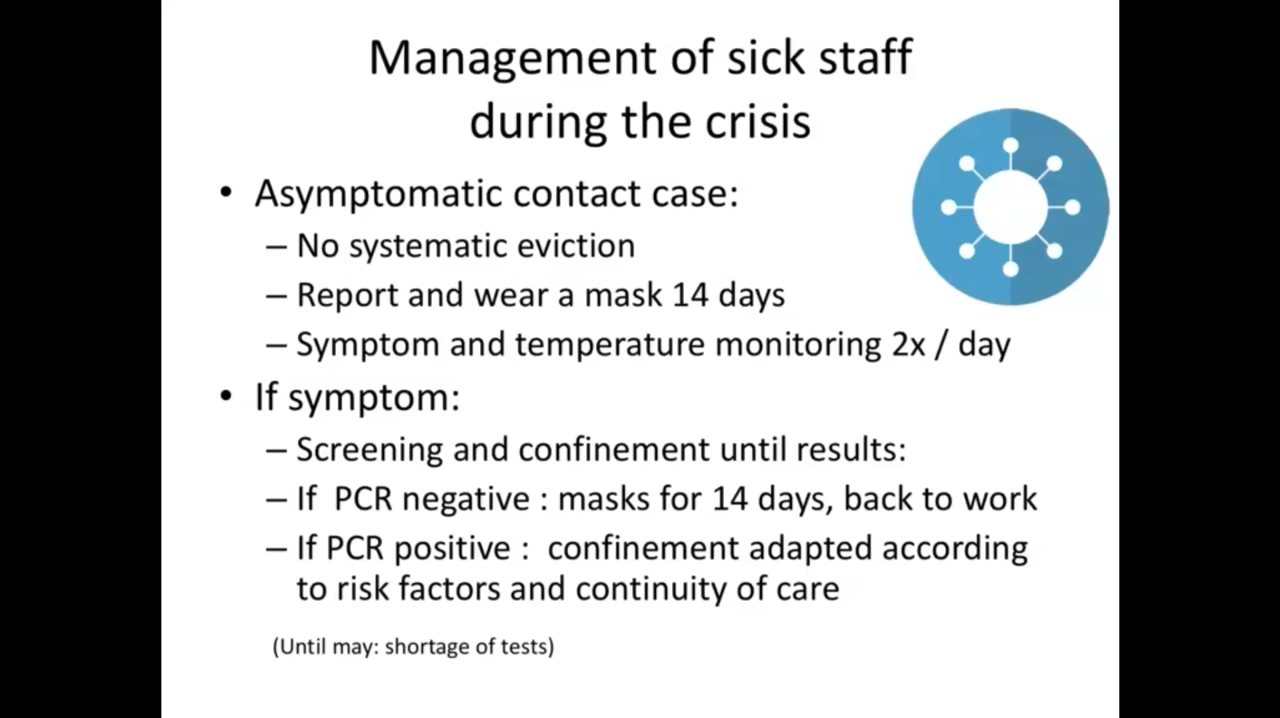 Management of sick staff
during the crisis
• Asymptomatic contact case:
– No systematic eviction
– Report and wear a mask 14 days
– Symptom and temperature monitoring 2x / day
• If symptom:
– Screening and confinement until results:
– If  PCR negative : masks for 14 days, back to work
– If PCR positive :  confinement adapted according
to risk factors and continuity of care
(Until may: shortage of tests)